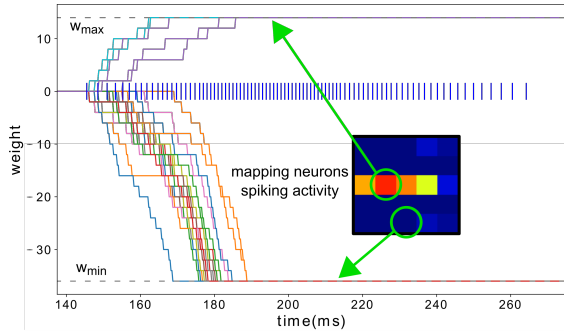 wmax
10
0
−10
−20
−30
wmin
weight
mapping neurons
spiking activity
140 160 180 200 220 240 260
time(ms)